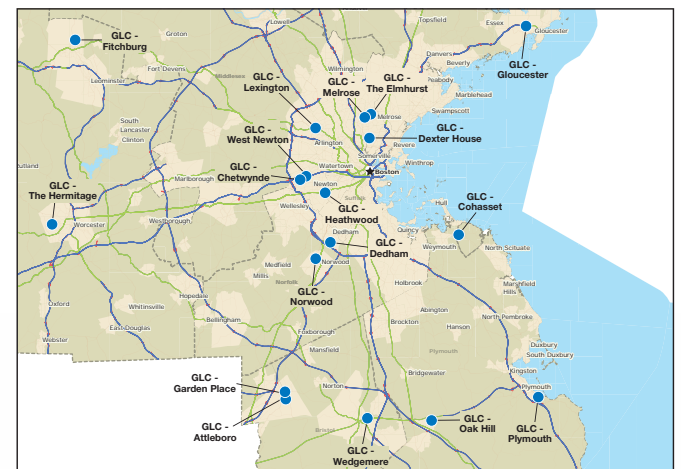 Lowell
Topsfield
Essex
Gloucester
Groton
GLC -
Fitchburg
Danvers
Beverly
GLC -
Gloucester
Fort Devens
Wilmington
Middlesex
Leominster
Peabody
GLC -
Lexington
GLC -
Melrose
GLC -
The Elmhurst
Marblehead
Swampscott
Melrose
South
Lancaster
Clinton
GLC -
West Newton
GLC -
Dexter House
Revere
Arlington
Somerville
Winthrop
Rutland
GLC -
Chetwynde
Watertown
Boston
Marlborough
Newton
Suffolk
GLC -
The Hermitage
Wellesley
GLC -
Heathwood
Hull
GLC -
Cohasset
Westborough
Worcester
Dedham
Quincy
GLC -
Dedham
Weymouth
North Scituate
Medfield
Norwood
Millis
Norfolk
Holbrook
Marshfield
Hills
GLC -
Norwood
Hopedale
Oxford
Whitinsville
Abington
North Pembroke
Bellingham
East Douglas
Brockton
Hanson
Foxborough
Webster
Mansfield
Plymouth
Duxbury
South Duxbury
Bridgewater
Kingston
GLC -
Garden Place
Norton
Plymouth
GLC -
Attleboro
GLC -
Oak Hill
GLC -
Plymouth
Bristol
GLC -
Wedgemere